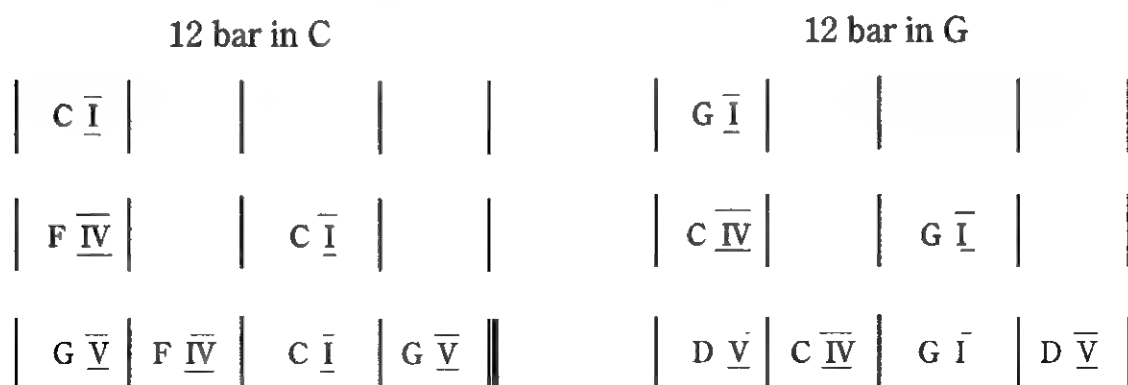 12 bar in C
C I
F IV C I
G V F IV C I G V
12 bar in G
G I
C IV G I
D V C IV G I D V